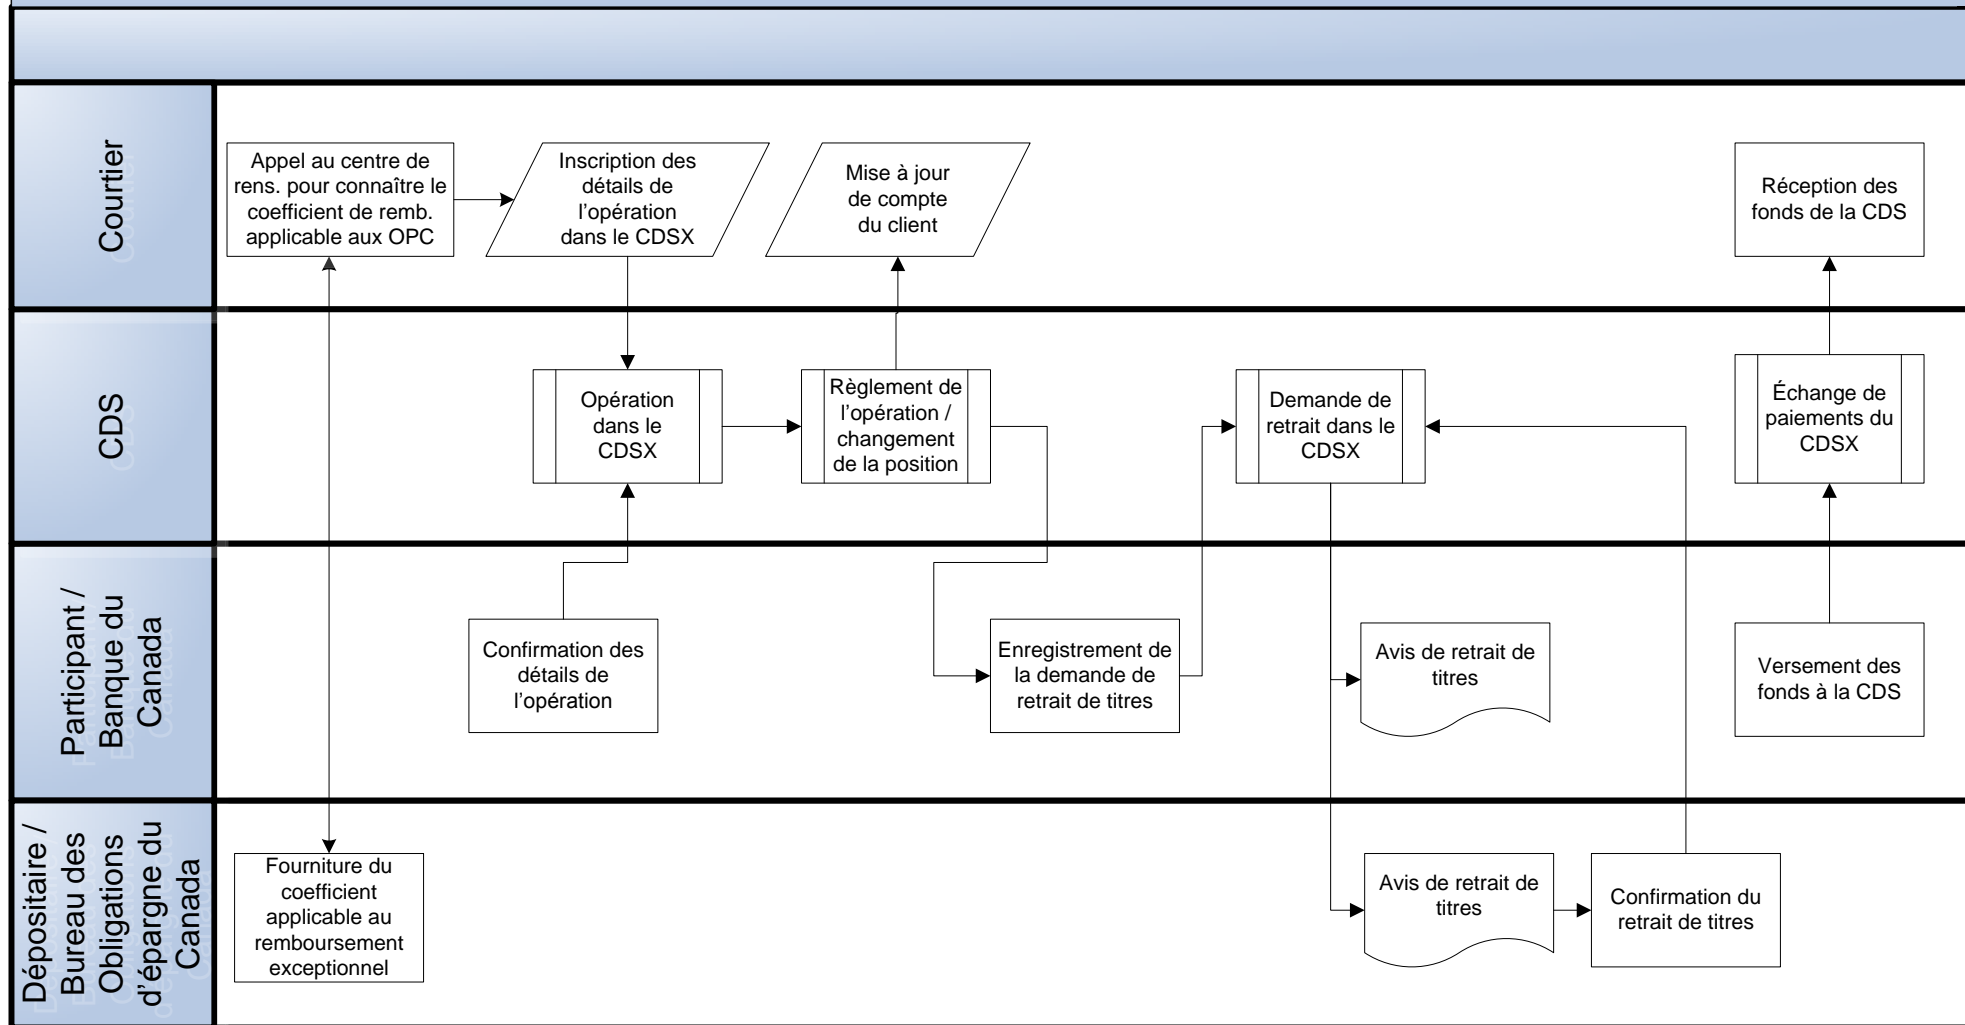 Courtier
Appel au centre de
rens. pour connaître le
coefficient de remb.
applicable aux OPC
Inscription des
détails de
l'opération
dans le CDSX
Mise à jour
de compte
du client
Réception des
fonds de la CDS
CDS
Opération
dans le
CDSX
Règlement de
l'opération /
changement
de la position
Demande de
retrait dans le
CDSX
Échange de
paiements du
CDSX
Participant /
Banque du
Canada
Confirmation des
détails de
l'opération
Enregistrement de
la demande de
retrait de titres
Avis de retrait de
titres
Versement des
fonds à la CDS
Dépositaire /
Bureau des
Obligations
d'épargne du
Canada
Fourniture du
coefficient
applicable au
remboursement
exceptionnel
Avis de retrait de
titres
Confirmation du
retrait de titres